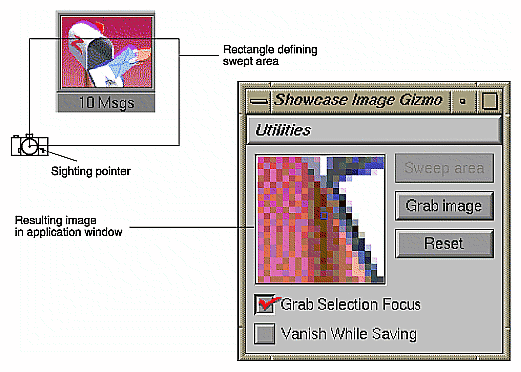 10 Msgs
Rectangle defining
swept area
Sighting pointer
Resulting image
in application window
Showcase Image Gizmo
Utilities
Sweep area
Grab image
Reset
Grab Selection Focus
Vanish While Saving